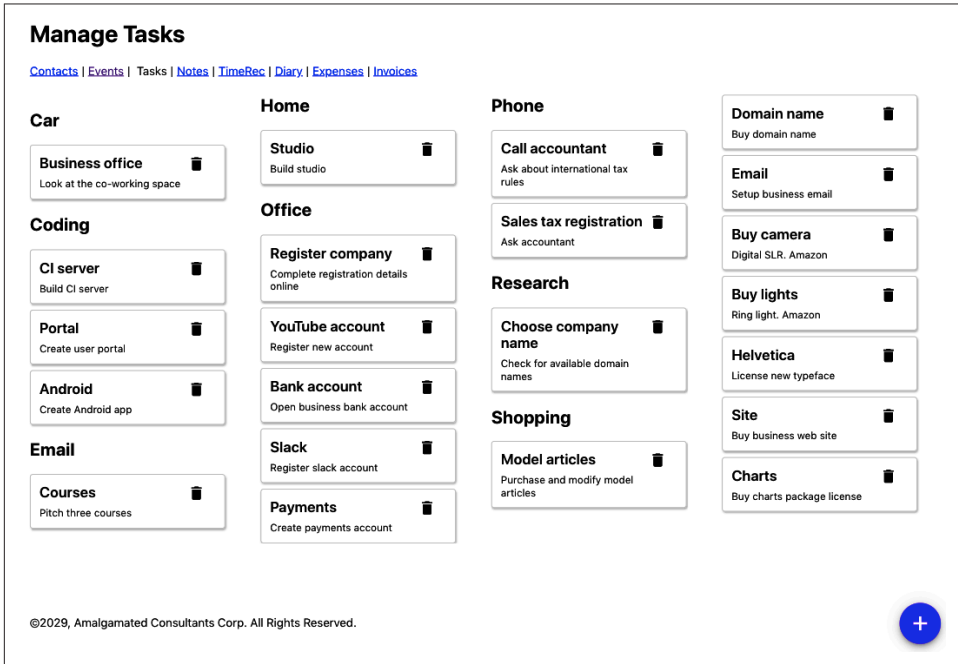 Manage Tasks
Contacts | Events | Tasks | Notes | TimeRec | Diary | Expenses | Invoices
Car
Business office
Look at the co-working space
Coding
CI server
Build CI server
Portal
Create user portal
Android
Create Android app
Email
Courses
Pitch three courses
Home
Studio
Build studio
Office
Register company
Complete registration details
online
YouTube account
Register new account
Bank account
Open business bank account
Slack
Register slack account
Payments
Create payments account
Phone
Call accountant
Ask about international tax
rules
Sales tax registration
Ask accountant
Research
Choose company
name
Check for available domain
names
Shopping
Model articles
Purchase and modify model
articles
Domain name
Buy domain name
Email
Setup business email
Buy camera
Digital SLR. Amazon
Buy lights
Ring light. Amazon
Helvetica
License new typeface
Site
Buy business web site
Charts
Buy charts package license
©2029, Amalgamated Consultants Corp. All Rights Reserved.
+